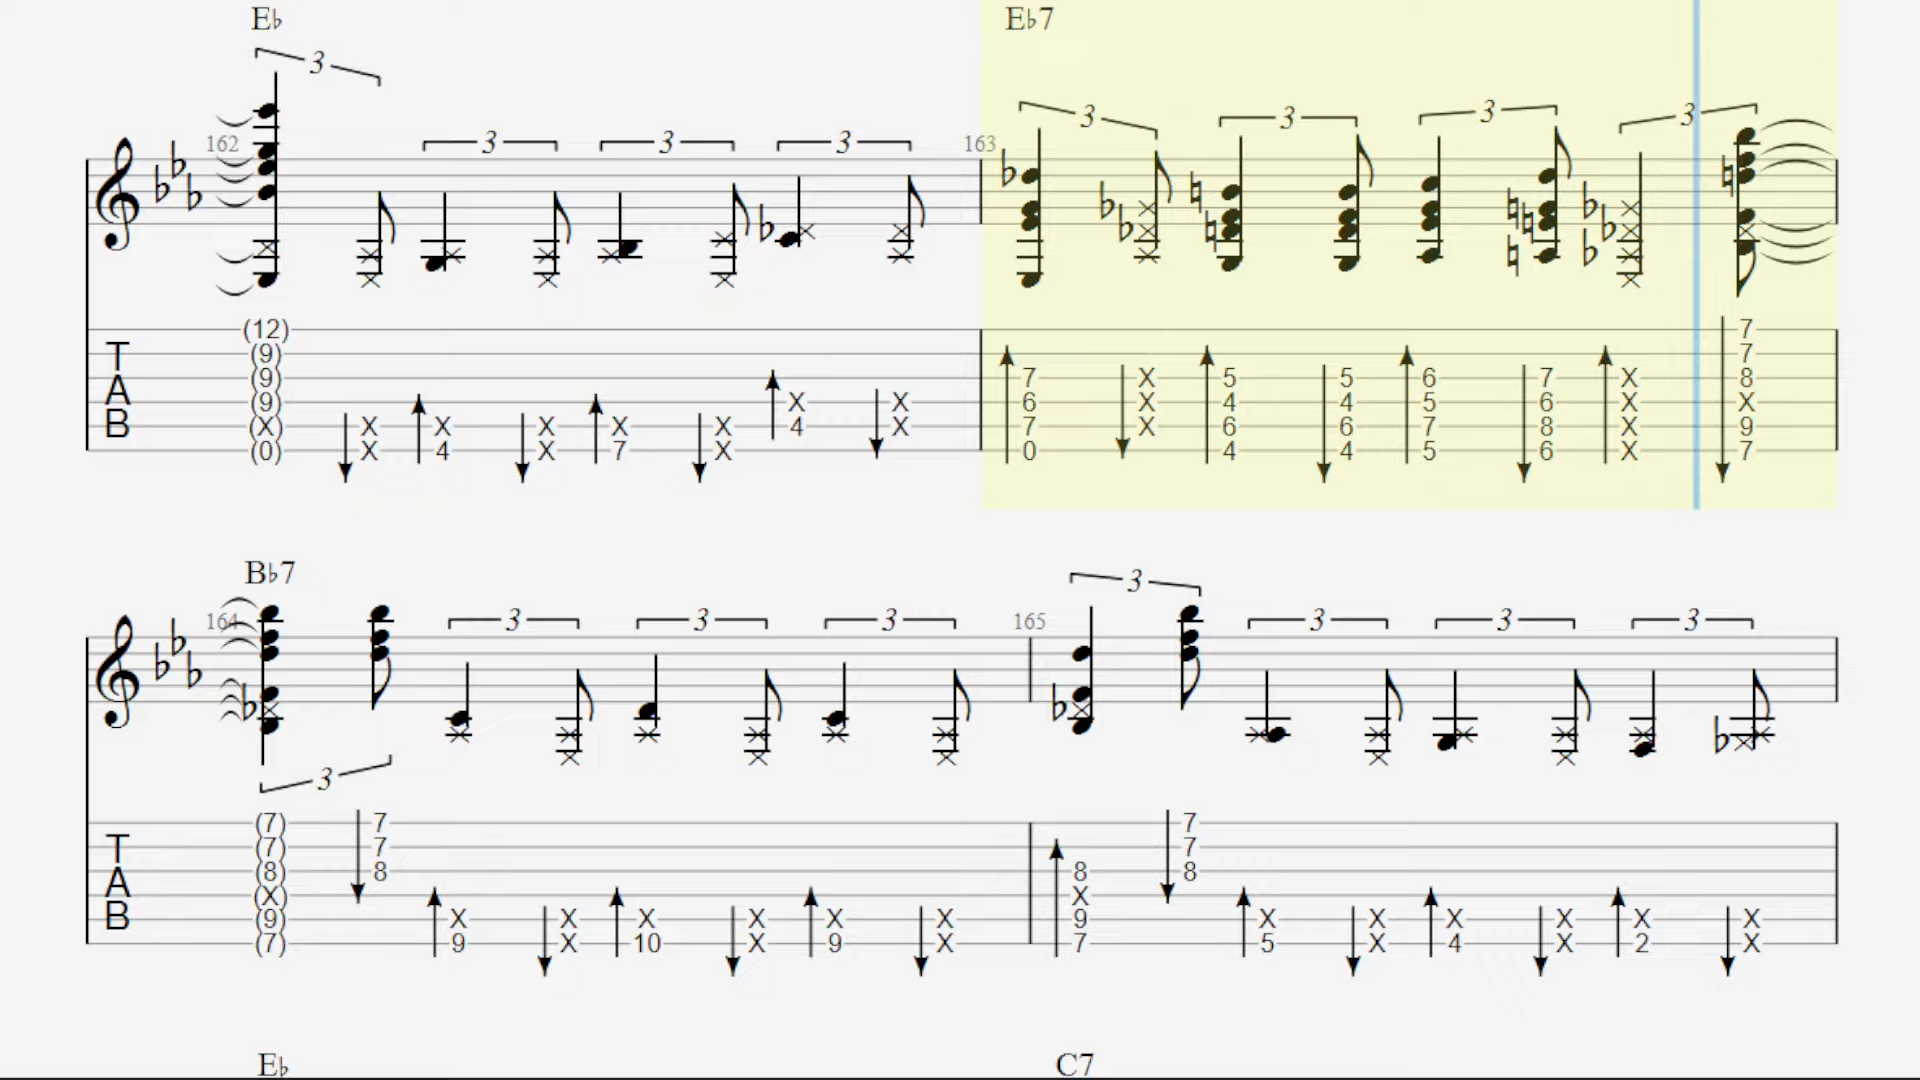 E♭ E♭7
3 3 3 3 3 3 3 3
162 163
(12) 7
(9) 7
T (9) 7 X 5 5 6 7 X 8
A (9) X X 6 X 4 4 5 6 X X
B (X) X X X X X X 4 X 7 X 6 6 7 8 X 9
(0) X 4 X 7 X 0 4 4 5 6 X 7
B♭7
3 3 3 3 3 3 3
164 165
3
(7) 7 7
T (7) 7 7
A (8) 8 8 8
(X) X
B (9) X X X X X X 9 X X X X X X
(7) 9 X 10 X 9 X 7 5 X 4 X 2 X
E♭ C7